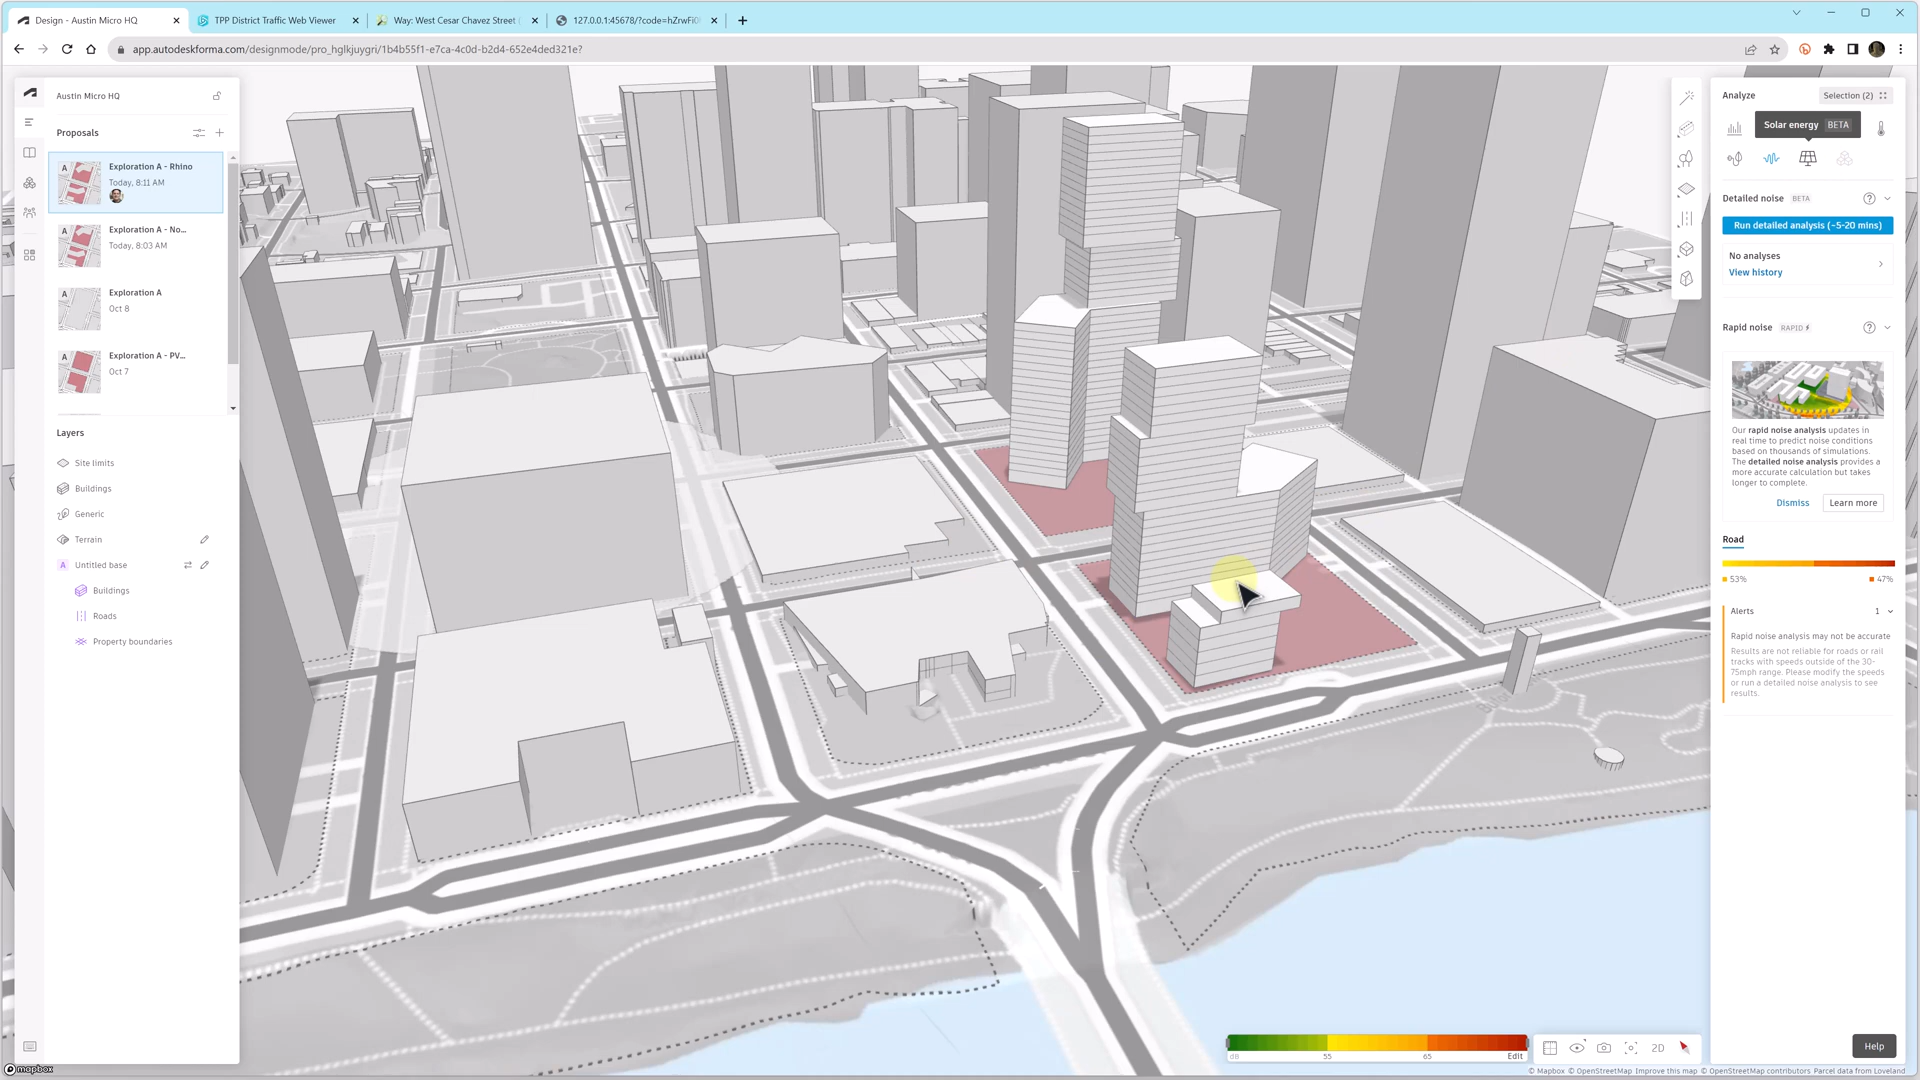 Design - Austin Micro HQ
TPP District Traffic Web Viewer
Way: West Cesar Chavez Street
127.0.0.1:45678/?code=hZrwFi0
app.autodeskforma.com/designmode/pro_hglkjuygri/1b4b55f1-e7ca-4c0d-b2d4-652e4ded321e?
Austin Micro HQ
Proposals
A
Exploration A - Rhino
Today, 8:11 AM
A
Exploration A - No...
Today, 8:03 AM
A
Exploration A
Oct 8
A
Exploration A - PV...
Oct 7
Layers
Site limits
Buildings
Generic
Terrain
A Untitled base
Buildings
Roads
Property boundaries
mapbox
Analyze
Selection (2)
Solar energy BETA
Detailed noise BETA
Run detailed analysis (~5-20 mins)
No analyses
View history
Rapid noise RAPID
Our rapid noise analysis updates in
real time to predict noise conditions
based on thousands of simulations.
The detailed noise analysis provides a
more accurate calculation but takes
longer to complete.
Dismiss
Learn more
Road
53%
47%
Alerts
1
Rapid noise analysis may not be accurate
Results are not reliable for roads or rail
tracks with speeds outside of the 30-
75mph range. Please modify the speeds
or run a detailed noise analysis to see
results.
dB
55
65
Edit
2D
Help
© Mapbox © OpenStreetMap Improve this map © OpenStreetMap contributors Parcel data from Loveland